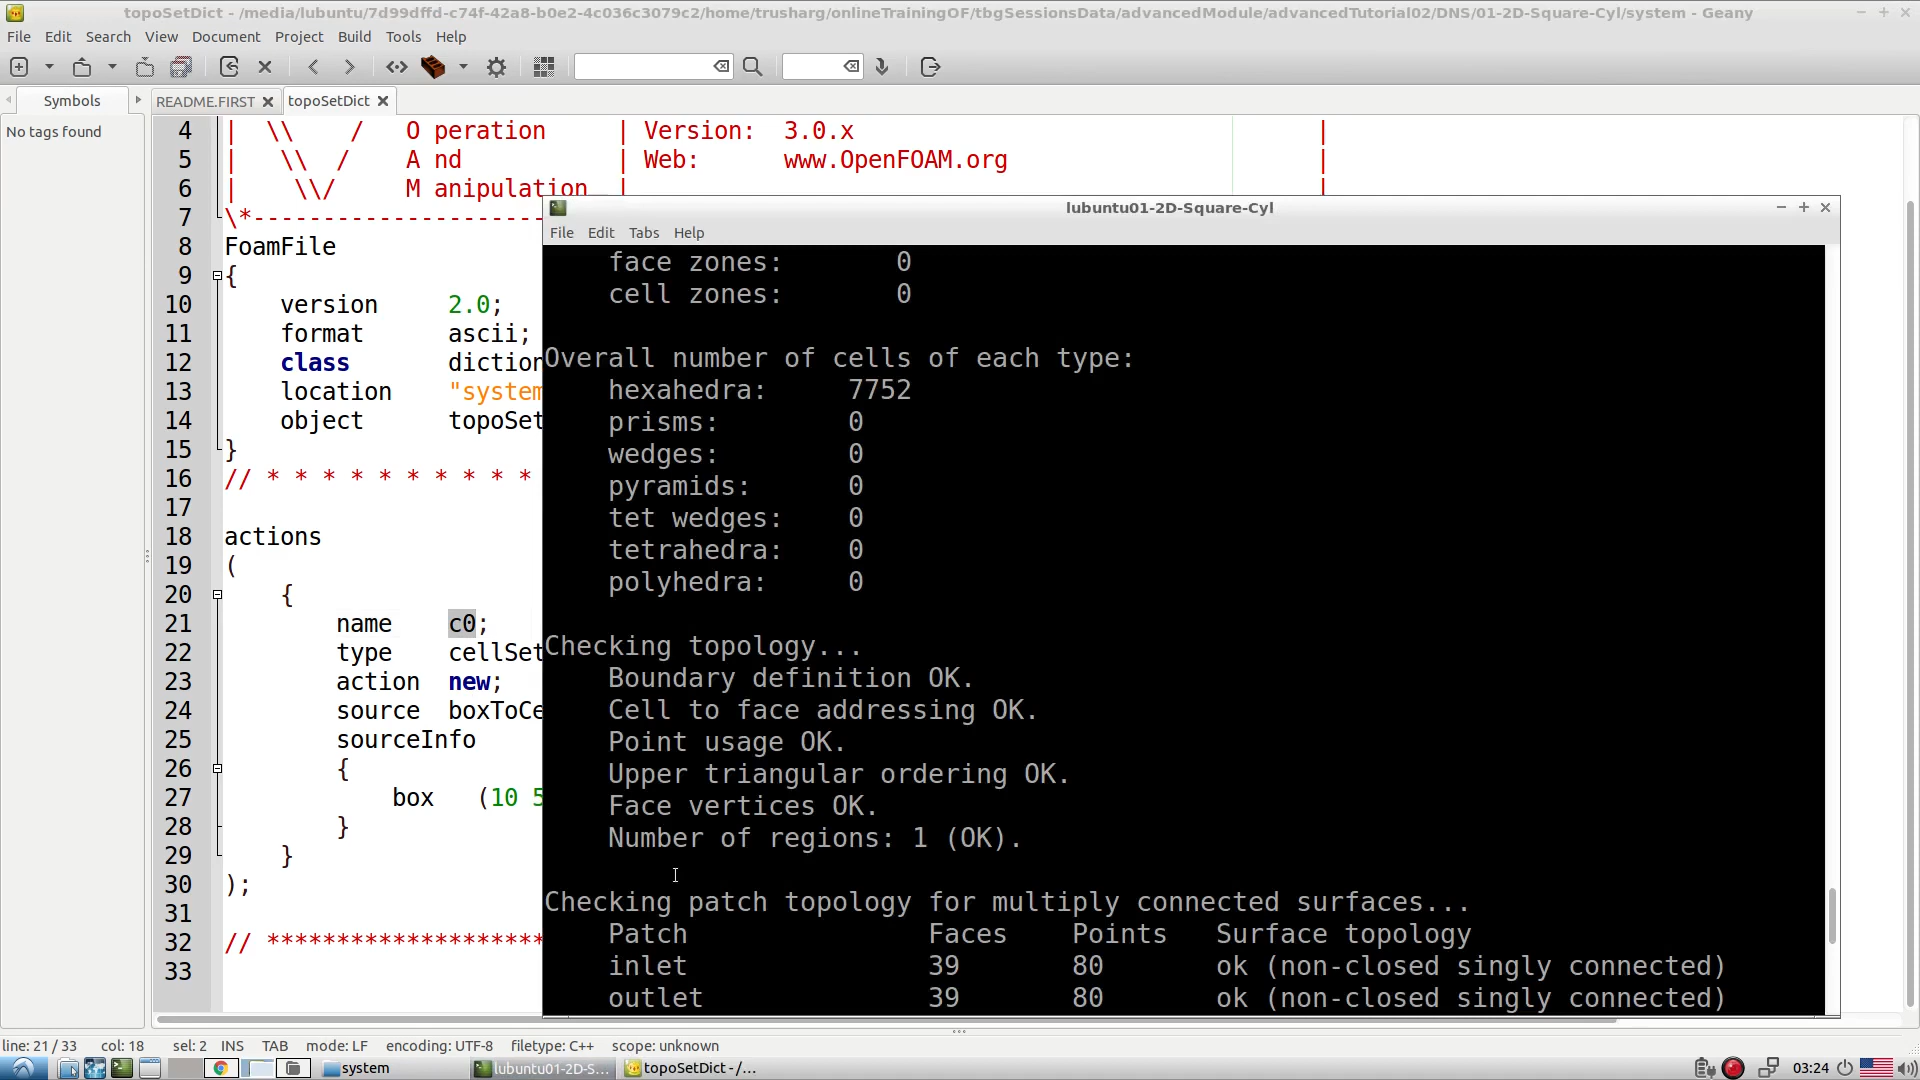 topoSetDict - /media/lubuntu/7d99dffd-c74f-42a8-b0e2-4c036c3079c2/home/trusharg/onlineTrainingOF/tbgSessionsData/advancedModule/advancedTutorial02/DNS/01-2D-Square-Cyl/system - Geany
File Edit Search View Document Project Build Tools Help
Symbols
README.FIRST
topoSetDict
No tags found
4 | \\ / O peration | Version: 3.0.x |
5 | \\ / A nd | Web: www.OpenFOAM.org |
6 | \\/ M anipulation | |
7 \*-----------------------
8 FoamFile
9 {
10 version 2.0;
11 format ascii;
12 class diction
13 location "system
14 object topoSet
15 }
16 // * * * * * * * * * *
17
18 actions
19 (
20 {
21 name c0;
22 type cellSet
23 action new;
24 source boxToCe
25 sourceInfo
26 {
27 box (10 5
28 }
29 }
30 );
31
32 // ********************
33
lubuntu01-2D-Square-Cyl
File Edit Tabs Help
face zones: 0
cell zones: 0
Overall number of cells of each type:
hexahedra: 7752
prisms: 0
wedges: 0
pyramids: 0
tet wedges: 0
tetrahedra: 0
polyhedra: 0
Checking topology...
Boundary definition OK.
Cell to face addressing OK.
Point usage OK.
Upper triangular ordering OK.
Face vertices OK.
Number of regions: 1 (OK).
Checking patch topology for multiply connected surfaces...
Patch Faces Points Surface topology
inlet 39 80 ok (non-closed singly connected)
outlet 39 80 ok (non-closed singly connected)
line: 21 / 33 col: 18 sel: 2 INS TAB mode: LF encoding: UTF-8 filetype: C++ scope: unknown
system
lubuntu01-2D-S...
topoSetDict - /...
03:24